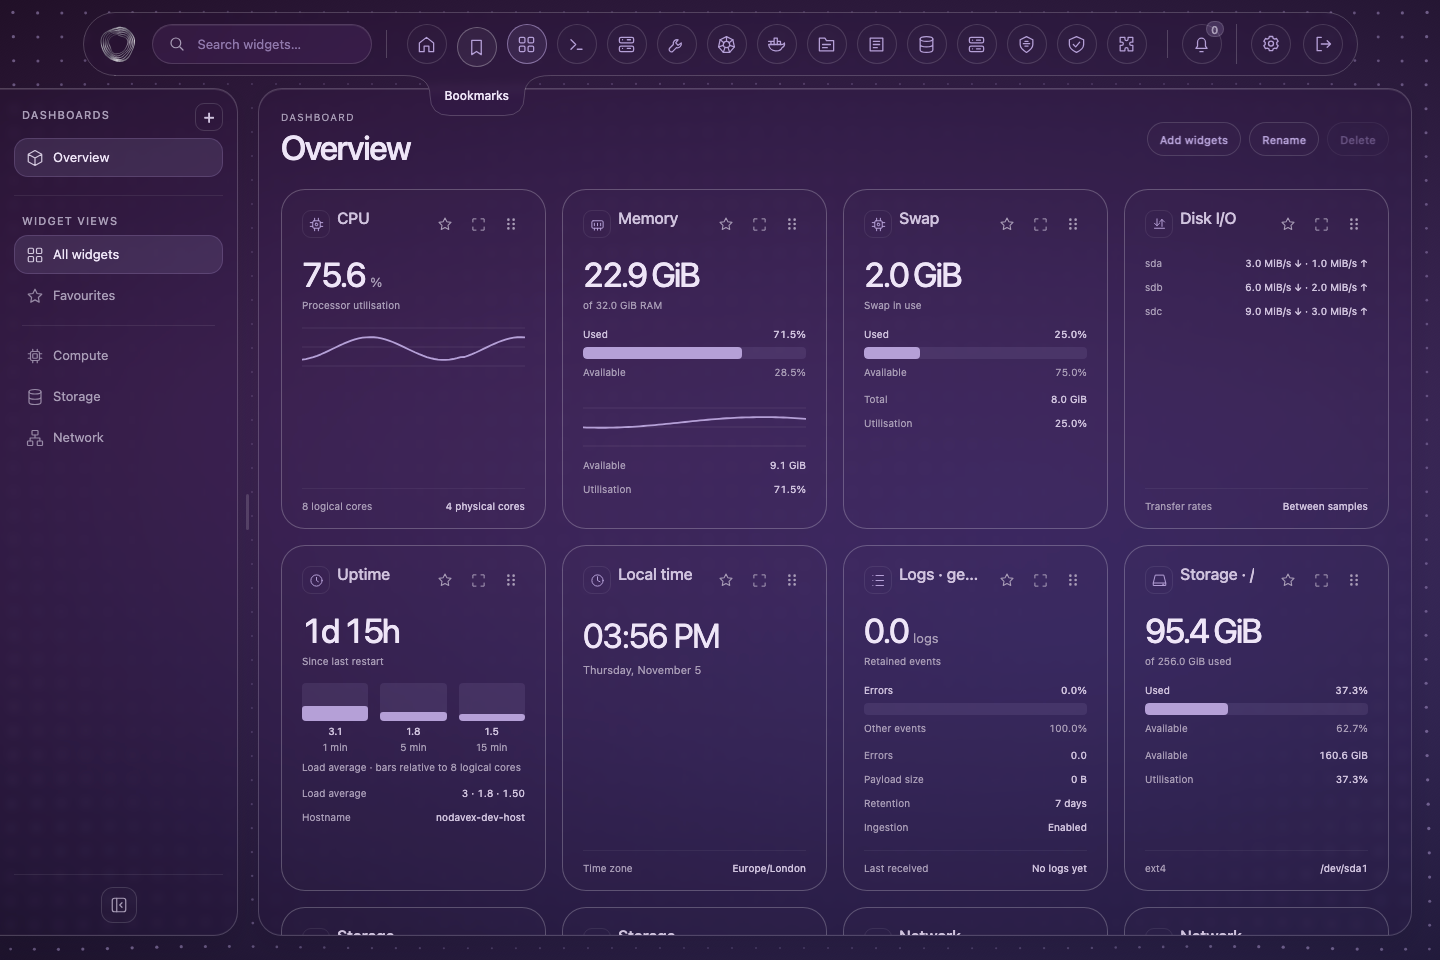 Search widgets...
0
Bookmarks
DASHBOARDS
Overview
WIDGET VIEWS
All widgets
Favourites
Compute
Storage
Network
DASHBOARD
Overview
Add widgets
Rename
Delete
CPU
75.6 %
Processor utilisation
8 logical cores
4 physical cores
Memory
22.9 GiB
of 32.0 GiB RAM
Used 71.5%
Available 28.5%
Available 9.1 GiB
Utilisation 71.5%
Swap
2.0 GiB
Swap in use
Used 25.0%
Available 75.0%
Total 8.0 GiB
Utilisation 25.0%
Disk I/O
sda 3.0 MiB/s ↓ · 1.0 MiB/s ↑
sdb 6.0 MiB/s ↓ · 2.0 MiB/s ↑
sdc 9.0 MiB/s ↓ · 3.0 MiB/s ↑
Transfer rates Between samples
Uptime
1d 15h
Since last restart
3.1 1.8 1.5
1 min 5 min 15 min
Load average · bars relative to 8 logical cores
Load average 3 · 1.8 · 1.50
Hostname nodavex-dev-host
Local time
03:56 PM
Thursday, November 5
Time zone Europe/London
Logs · ge...
0.0 logs
Retained events
Errors 0.0%
Other events 100.0%
Errors 0.0
Payload size 0 B
Retention 7 days
Ingestion Enabled
Last received No logs yet
Storage · /
95.4 GiB
of 256.0 GiB used
Used 37.3%
Available 62.7%
Available 160.6 GiB
Utilisation 37.3%
ext4 /dev/sda1
Storage
Storage
Network
Network